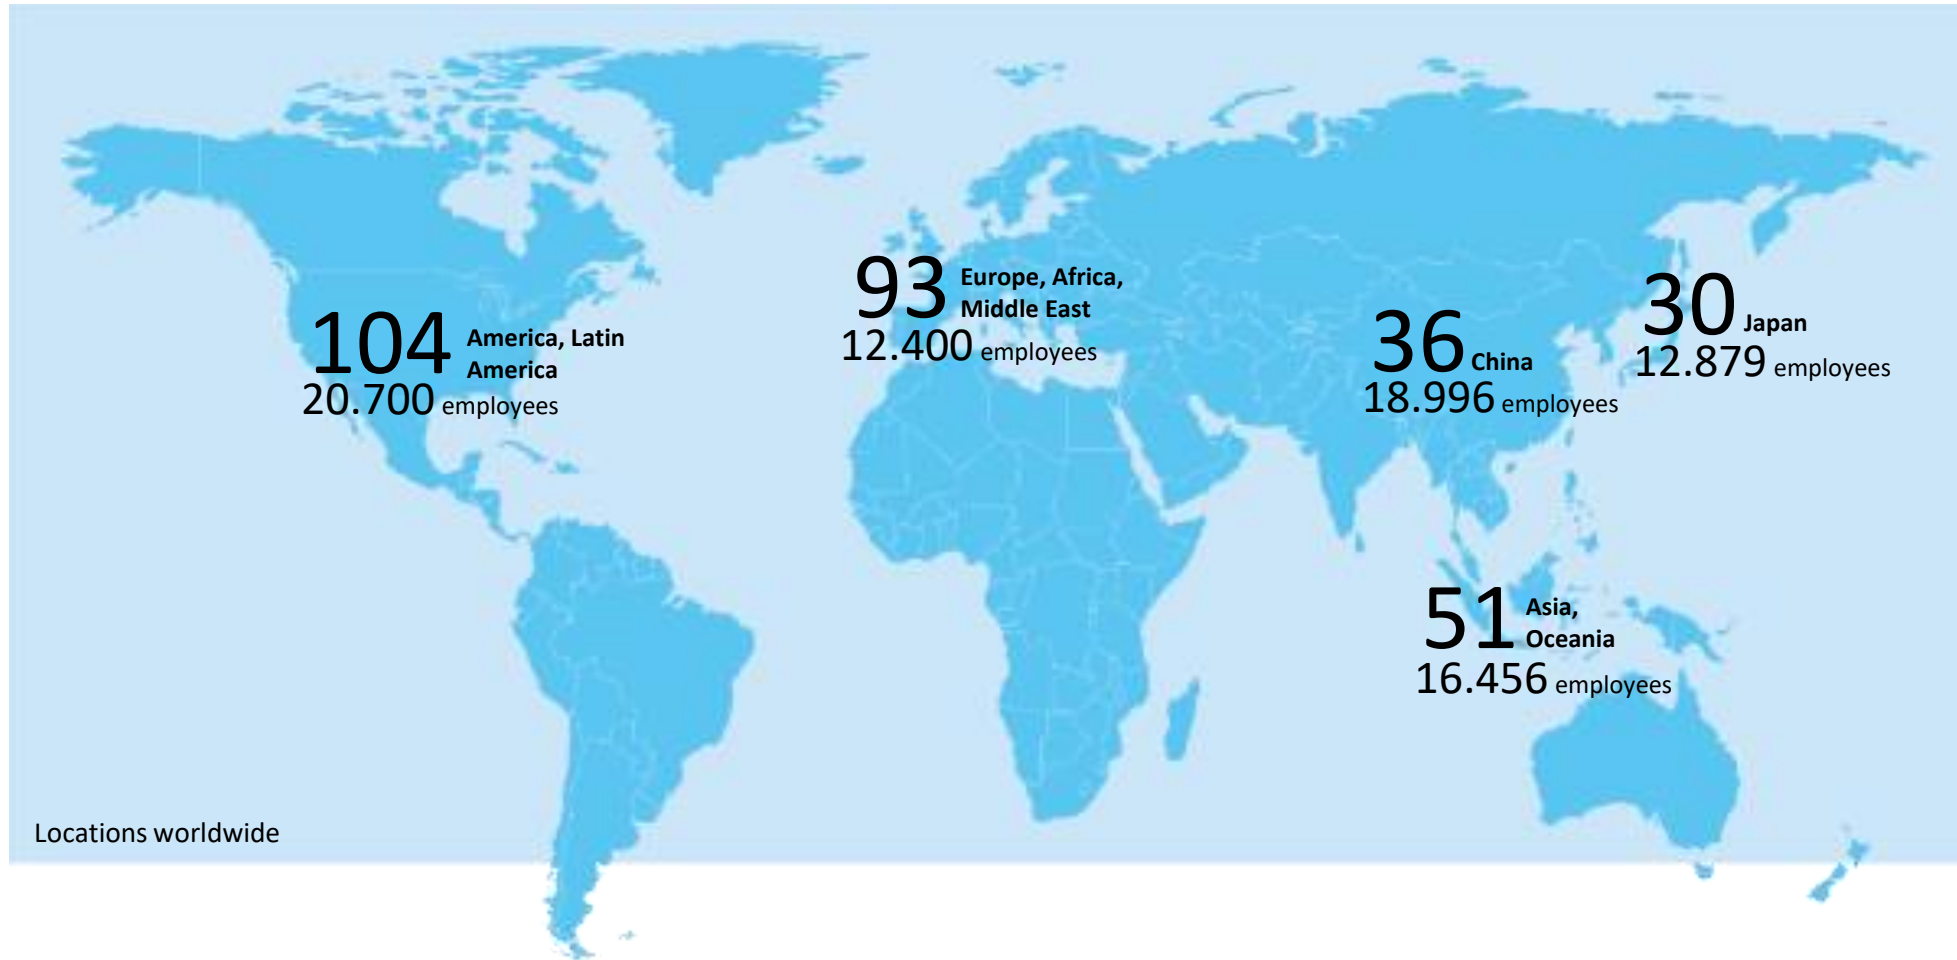 104 America, Latin
America
20.700 employees
93 Europe, Africa,
Middle East
12.400 employees
36 China
18.996 employees
30 Japan
12.879 employees
51 Asia,
Oceania
16.456 employees
Locations worldwide